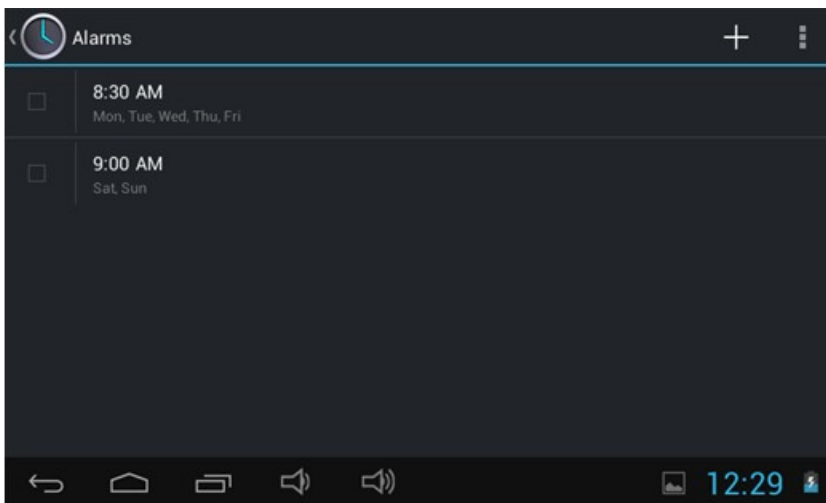 Alarms
8:30 AM
Mon, Tue, Wed, Thu, Fri
9:00 AM
Sat, Sun
12:29